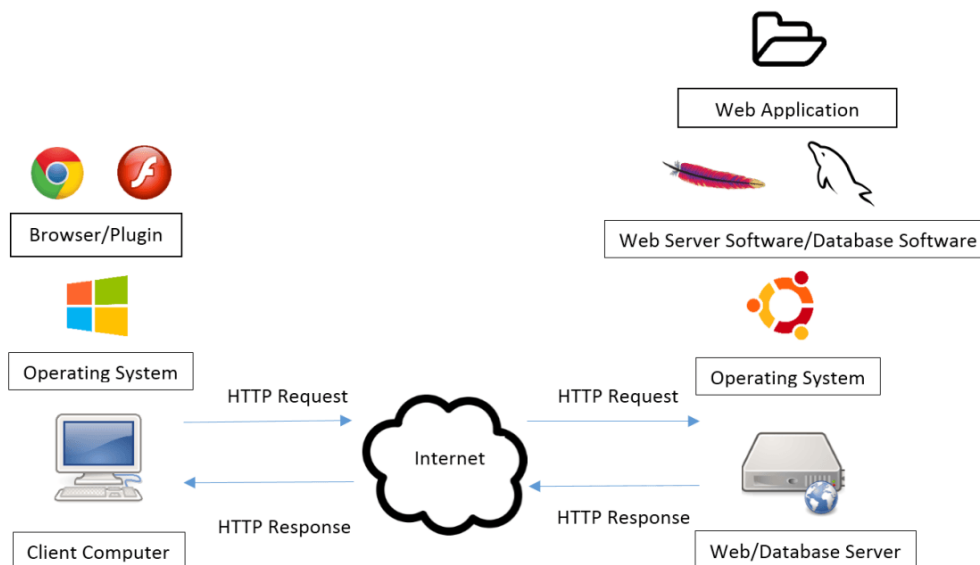 Web Application
Browser/Plugin
Web Server Software/Database Software
Operating System
Operating System
HTTP Request
HTTP Request
Internet
HTTP Response
HTTP Response
Client Computer
Web/Database Server